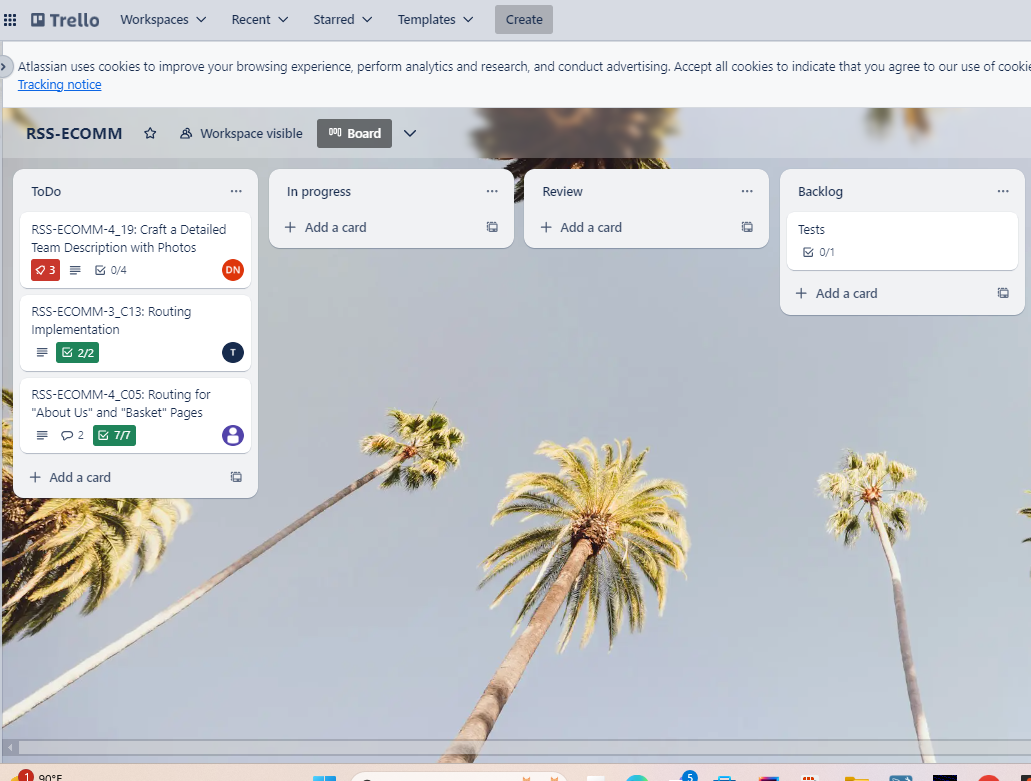 Trello Workspaces Recent Starred Templates Create
Atlassian uses cookies to improve your browsing experience, perform analytics and research, and conduct advertising. Accept all cookies to indicate that you agree to our use of
Tracking notice
RSS-ECOMM Workspace visible Board
ToDo
RSS-ECOMM-4_19: Craft a Detailed
Team Description with Photos
3 0/4 DN
RSS-ECOMM-3_C13: Routing
Implementation
2/2 T
RSS-ECOMM-4_C05: Routing for
"About Us" and "Basket" Pages
2 7/7
Add a card
In progress
Add a card
Review
Add a card
Backlog
Tests
0/1
Add a card
1 90°F 5